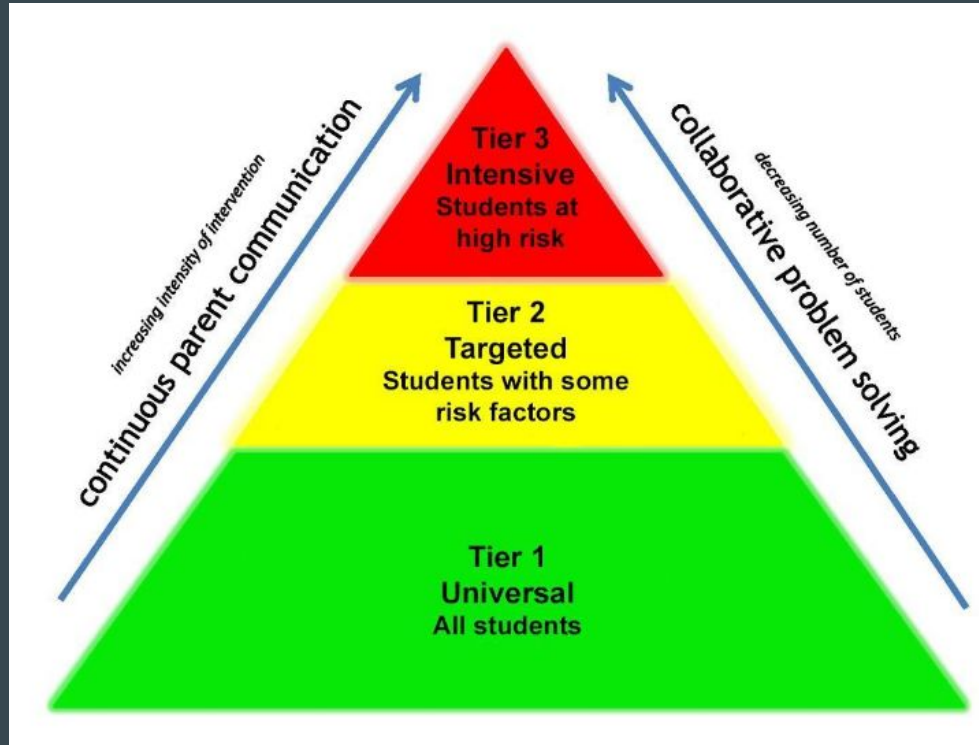 continuous parent communication
increasing intensity of intervention
collaborative problem solving
decreasing number of students
Tier 3
Intensive
Students at
high risk
Tier 2
Targeted
Students with some
risk factors
Tier 1
Universal
All students